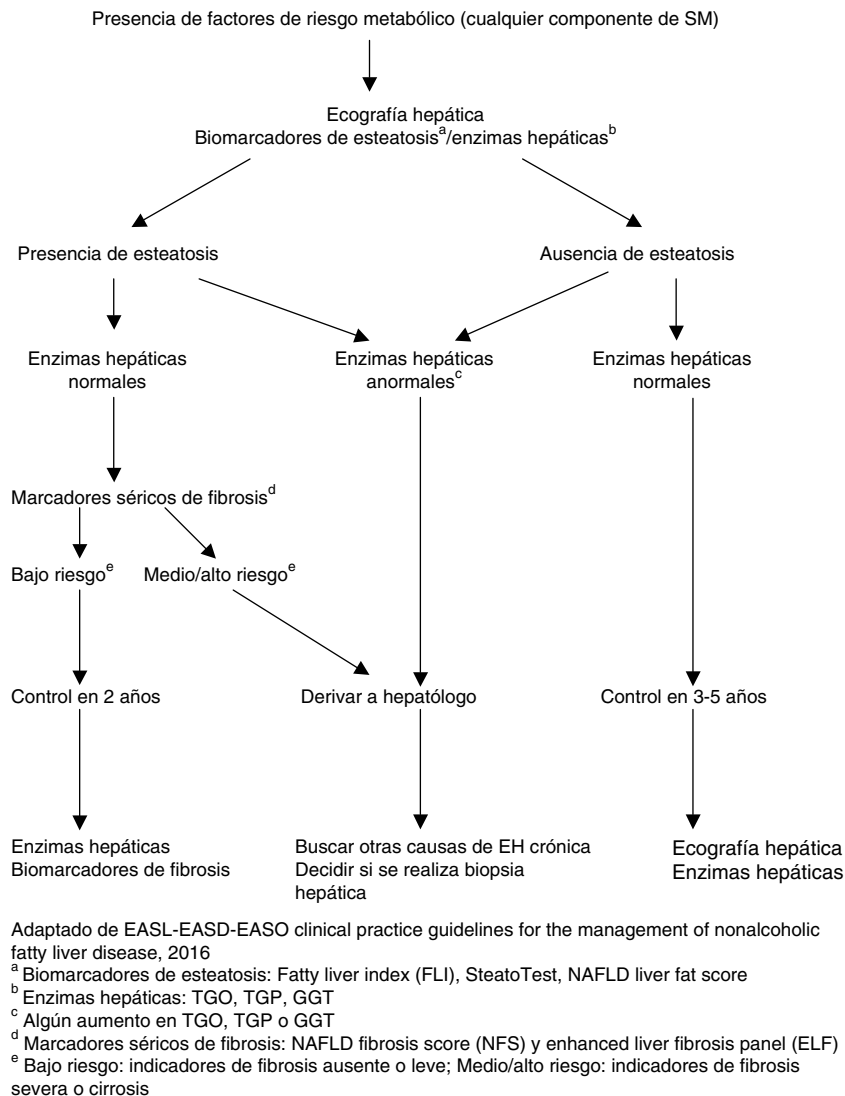 Presencia de factores de riesgo metabólico (cualquier componente de SM)
Ecografía hepática
Biomarcadores de esteatosisᵃ/enzimas hepáticasᵇ
Presencia de esteatosis
Ausencia de esteatosis
Enzimas hepáticas
normales
Enzimas hepáticas
anormalesᶜ
Enzimas hepáticas
normales
Marcadores séricos de fibrosisᵈ
Bajo riesgoᵉ
Medio/alto riesgoᵉ
Control en 2 años
Derivar a hepatólogo
Control en 3-5 años
Enzimas hepáticas
Biomarcadores de fibrosis
Buscar otras causas de EH crónica
Decidir si se realiza biopsia
hepática
Ecografía hepática
Enzimas hepáticas
Adaptado de EASL-EASD-EASO clinical practice guidelines for the management of nonalcoholic
fatty liver disease, 2016
ᵃ Biomarcadores de esteatosis: Fatty liver index (FLI), SteatoTest, NAFLD liver fat score
ᵇ Enzimas hepáticas: TGO, TGP, GGT
ᶜ Algún aumento en TGO, TGP o GGT
ᵈ Marcadores séricos de fibrosis: NAFLD fibrosis score (NFS) y enhanced liver fibrosis panel (ELF)
ᵉ Bajo riesgo: indicadores de fibrosis ausente o leve; Medio/alto riesgo: indicadores de fibrosis
severa o cirrosis